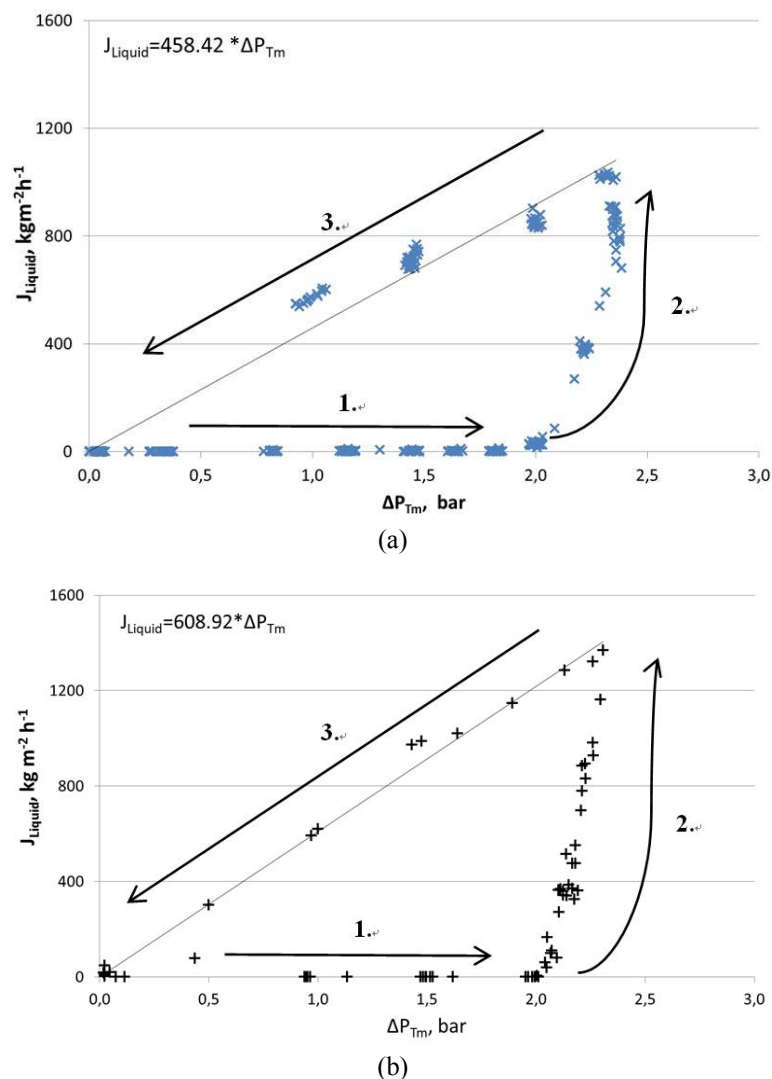 1600
J_Liquid=458.42 *ΔP_Tm
1200
3.↵
800
J_Liquid, kgm⁻²h⁻¹
2.↵
400
1.↵
0
0,0 0,5 1,0 1,5 2,0 2,5 3,0
ΔP_Tm, bar
(a)
1600
J_Liquid=608.92*ΔP_Tm
1200
3.↵
J_Liquid, kg m⁻² h⁻¹
800
2.↵
400
1.↵
0
0,0 0,5 1,0 1,5 2,0 2,5 3,0
ΔP_Tm, bar
(b)